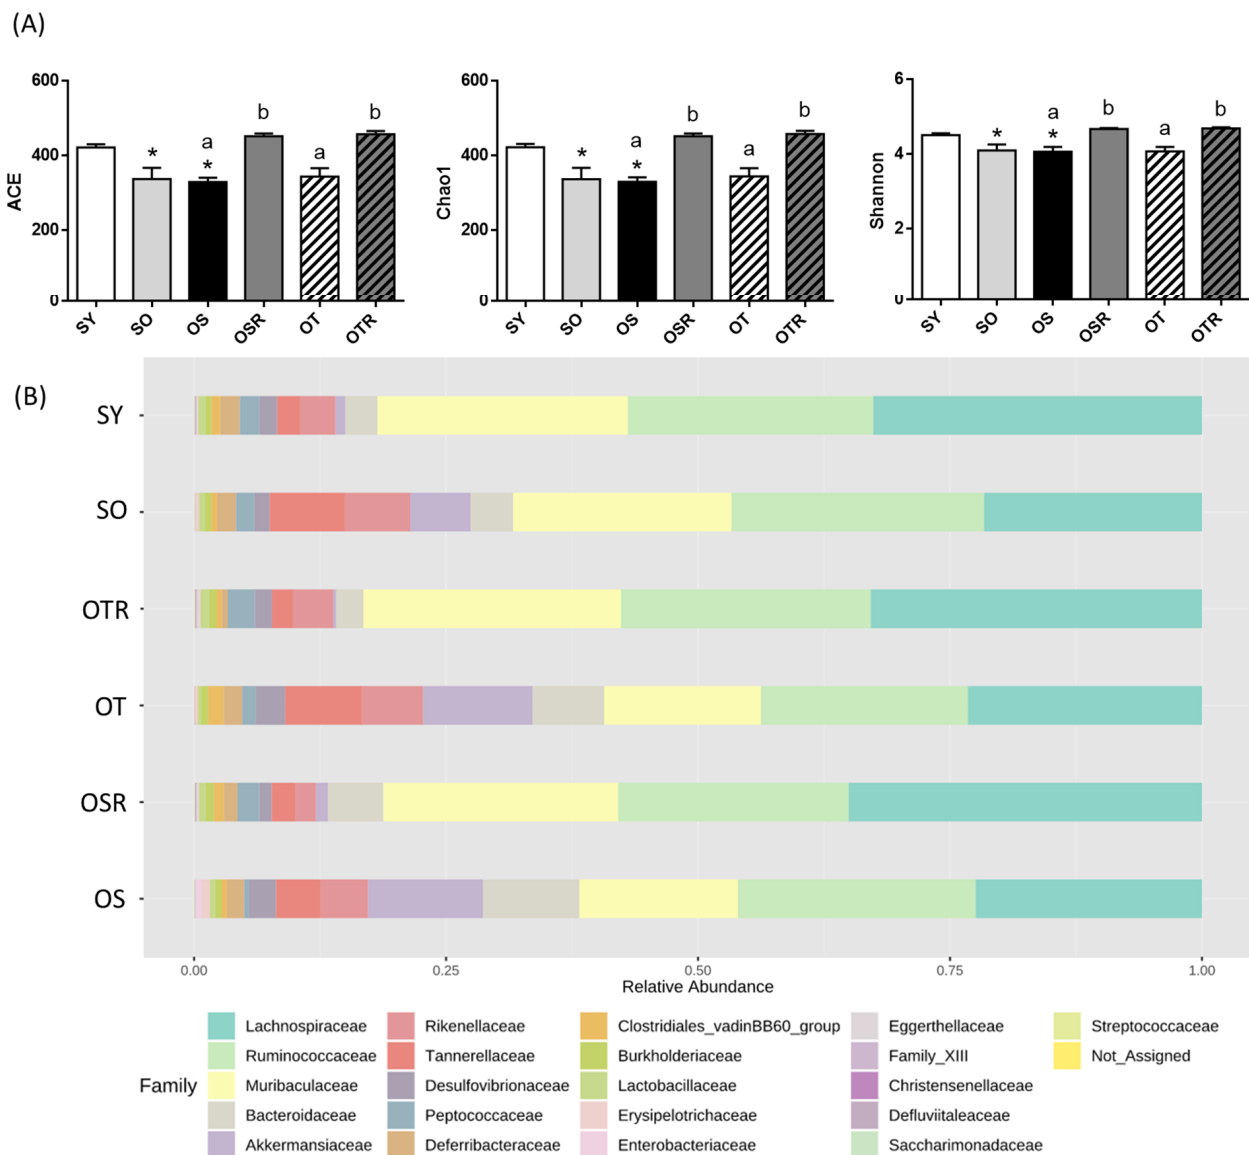 (A)
600
400
200
0
ACE
*
a
*
b
a
b
SY
SO
OS
OSR
OT
OTR
600
400
200
0
Chao1
*
a
*
b
a
b
SY
SO
OS
OSR
OT
OTR
6
4
2
0
Shannon
*
a
*
b
a
b
SY
SO
OS
OSR
OT
OTR
(B)
SY
SO
OTR
OT
OSR
OS
0.00
0.25
0.50
0.75
1.00
Relative Abundance
Family
Lachnospiraceae
Ruminococcaceae
Muribaculaceae
Bacteroidaceae
Akkermansiaceae
Rikenellaceae
Tannerellaceae
Desulfovibrionaceae
Peptococcaceae
Deferribacteraceae
Clostridiales_vadinBB60_group
Burkholderiaceae
Lactobacillaceae
Erysipelotrichaceae
Enterobacteriaceae
Eggerthellaceae
Family_XIII
Christensenellaceae
Defluviitaleaceae
Saccharimonadaceae
Streptococcaceae
Not_Assigned